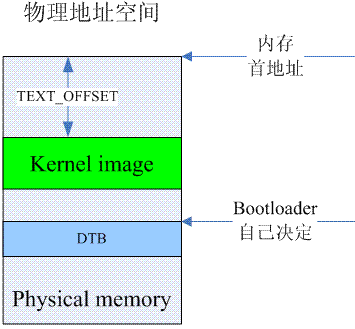 物理地址空间
内存
首地址
TEXT_OFFSET
Kernel image
Bootloader
自己决定
DTB
Physical memory